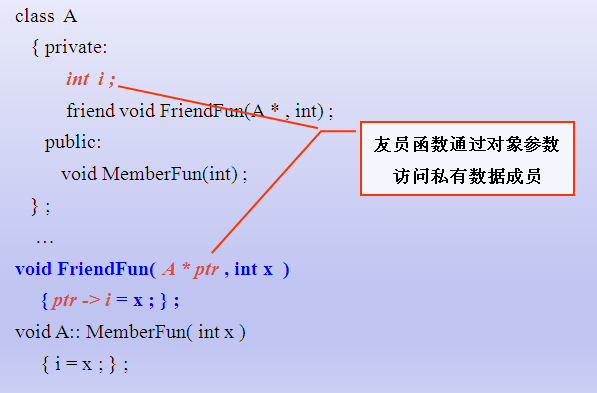 class A
{ private:
int i ;
friend void FriendFun(A * , int) ;
public:
void MemberFun(int) ;
} ;
…
void FriendFun( A * ptr , int x )
{ ptr -> i = x ; } ;
void A:: MemberFun( int x )
{ i = x ; } ;
友员函数通过对象参数
访问私有数据成员